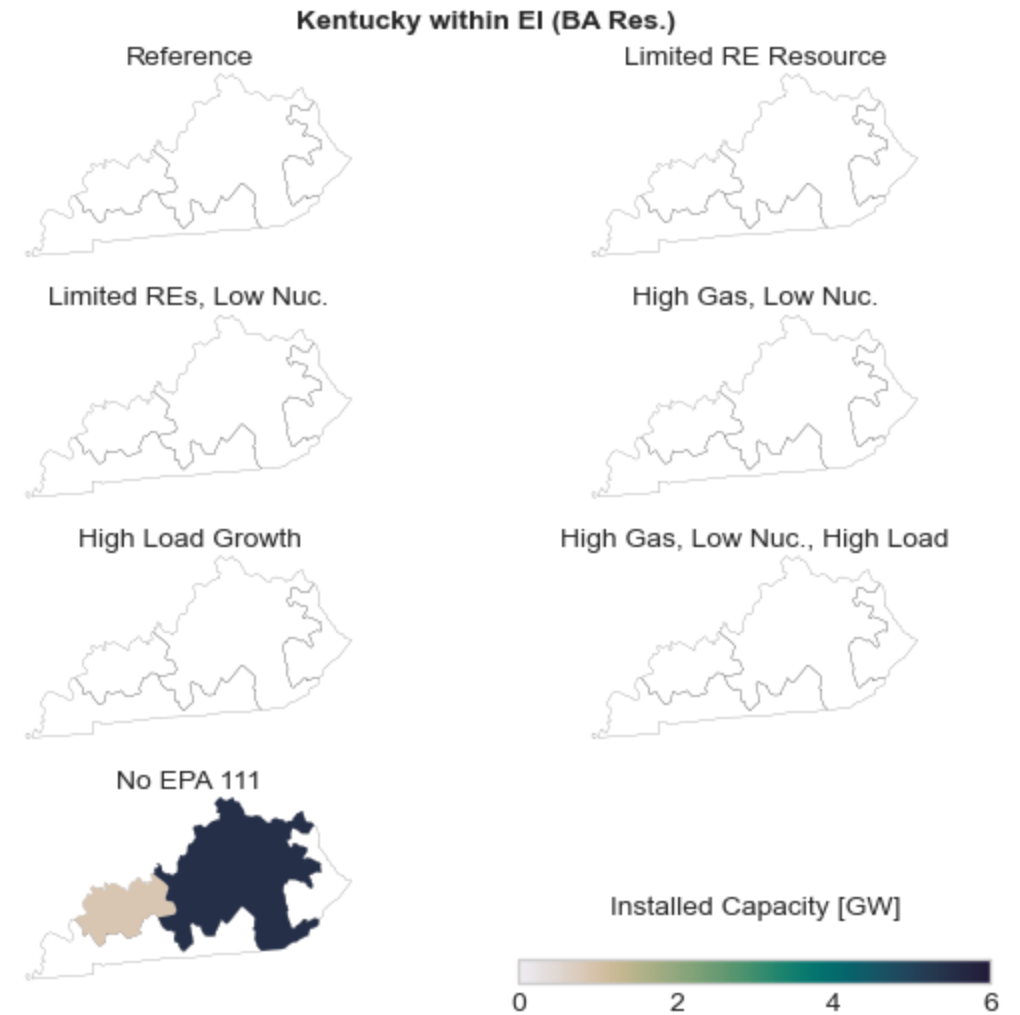 Kentucky within EI (BA Res.)
Reference
Limited RE Resource
Limited REs, Low Nuc.
High Gas, Low Nuc.
High Load Growth
High Gas, Low Nuc., High Load
No EPA 111
Installed Capacity [GW]
0 2 4 6